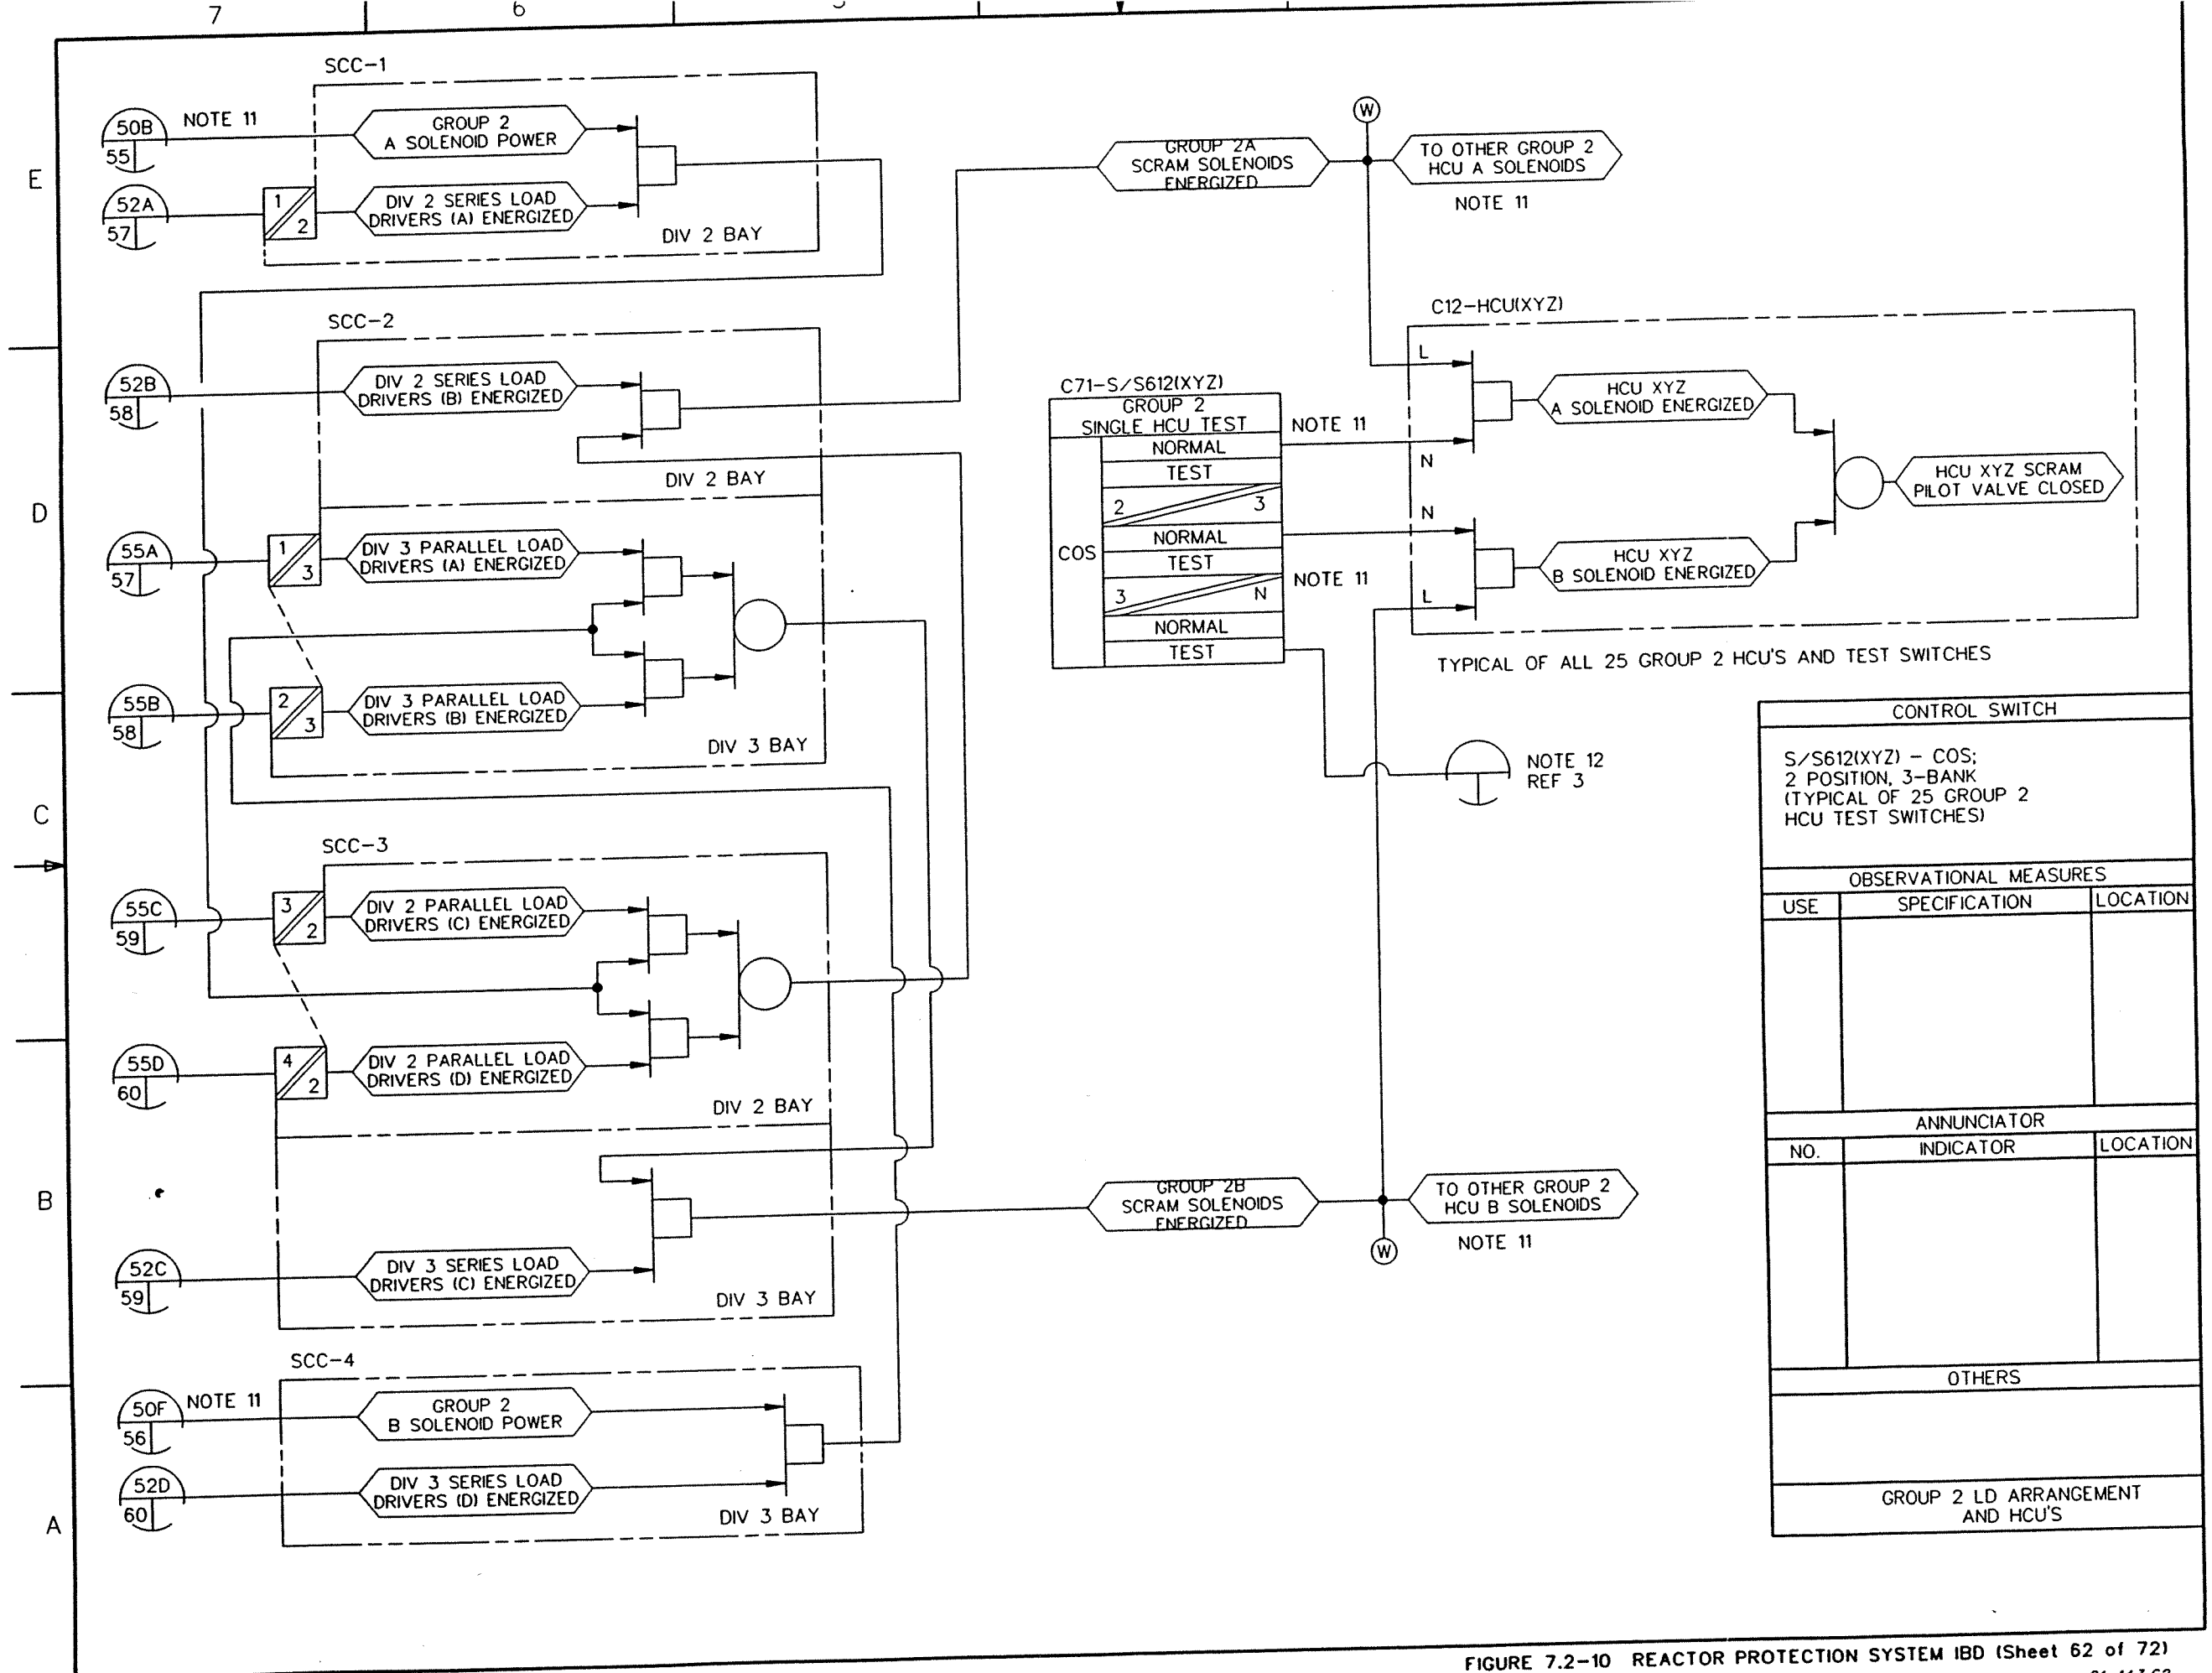 7
6
SCC-1
50B
55
NOTE 11
GROUP 2
A SOLENOID POWER
52A
57
1
2
DIV 2 SERIES LOAD
DRIVERS (A) ENERGIZED
DIV 2 BAY
E
W
GROUP 2A
SCRAM SOLENOIDS
ENERGIZED
TO OTHER GROUP 2
HCU A SOLENOIDS
NOTE 11
SCC-2
52B
58
DIV 2 SERIES LOAD
DRIVERS (B) ENERGIZED
DIV 2 BAY
D
55A
57
1
3
DIV 3 PARALLEL LOAD
DRIVERS (A) ENERGIZED
55B
58
2
3
DIV 3 PARALLEL LOAD
DRIVERS (B) ENERGIZED
DIV 3 BAY
C71-S/S612(XYZ)
GROUP 2
SINGLE HCU TEST
COS
NORMAL
TEST
2
3
NORMAL
TEST
3
N
NORMAL
TEST
NOTE 11
NOTE 11
C12-HCU(XYZ)
L
N
N
L
HCU XYZ
A SOLENOID ENERGIZED
HCU XYZ
B SOLENOID ENERGIZED
HCU XYZ SCRAM
PILOT VALVE CLOSED
TYPICAL OF ALL 25 GROUP 2 HCU'S AND TEST SWITCHES
NOTE 12
REF 3
C
SCC-3
55C
59
3
2
DIV 2 PARALLEL LOAD
DRIVERS (C) ENERGIZED
55D
60
4
2
DIV 2 PARALLEL LOAD
DRIVERS (D) ENERGIZED
DIV 2 BAY
B
52C
59
DIV 3 SERIES LOAD
DRIVERS (C) ENERGIZED
DIV 3 BAY
GROUP 2B
SCRAM SOLENOIDS
ENERGIZED
TO OTHER GROUP 2
HCU B SOLENOIDS
W
NOTE 11
SCC-4
50F
56
NOTE 11
GROUP 2
B SOLENOID POWER
52D
60
DIV 3 SERIES LOAD
DRIVERS (D) ENERGIZED
DIV 3 BAY
A
CONTROL SWITCH
S/S612(XYZ) - COS;
2 POSITION, 3-BANK
(TYPICAL OF 25 GROUP 2
HCU TEST SWITCHES)
OBSERVATIONAL MEASURES
USE SPECIFICATION LOCATION
ANNUNCIATOR
NO. INDICATOR LOCATION
OTHERS
GROUP 2 LD ARRANGEMENT
AND HCU'S
FIGURE 7.2-10 REACTOR PROTECTION SYSTEM IBD (Sheet 62 of 72)